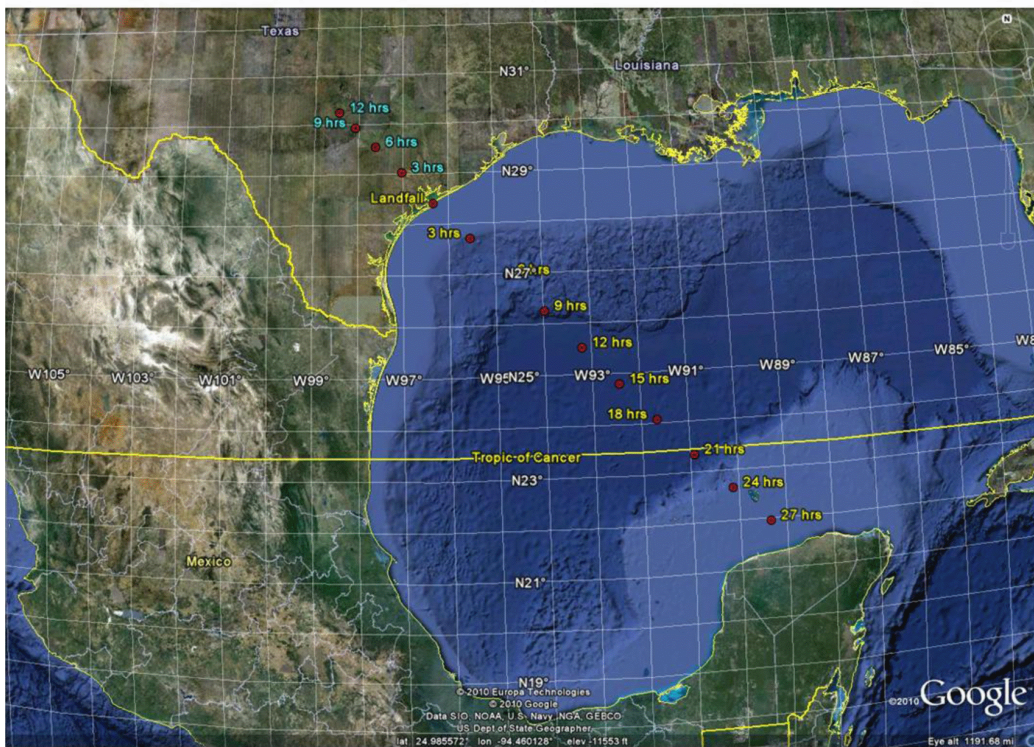 N
Texas
N31°
Louisiana
12 hrs
9 hrs
6 hrs
3 hrs
N29°
Landfall
3 hrs
N27°
hrs
9 hrs
12 hrs
W105°
W103°
W101°
W99°
W97°
W95
N25°
W93°
W91°
W89°
W87°
W85°
15 hrs
18 hrs
Tropic of Cancer
21 hrs
N23°
24 hrs
27 hrs
Mexico
N21°
N19°
© 2010 Europa Technologies
© 2010 Google
Data SIO, NOAA, U.S. Navy, NGA, GEBCO
US Dept of State Geographer
©2010 Google
lat 24.985572° lon -94.460128° elev -11553 ft
Eye alt 1191.68 mi